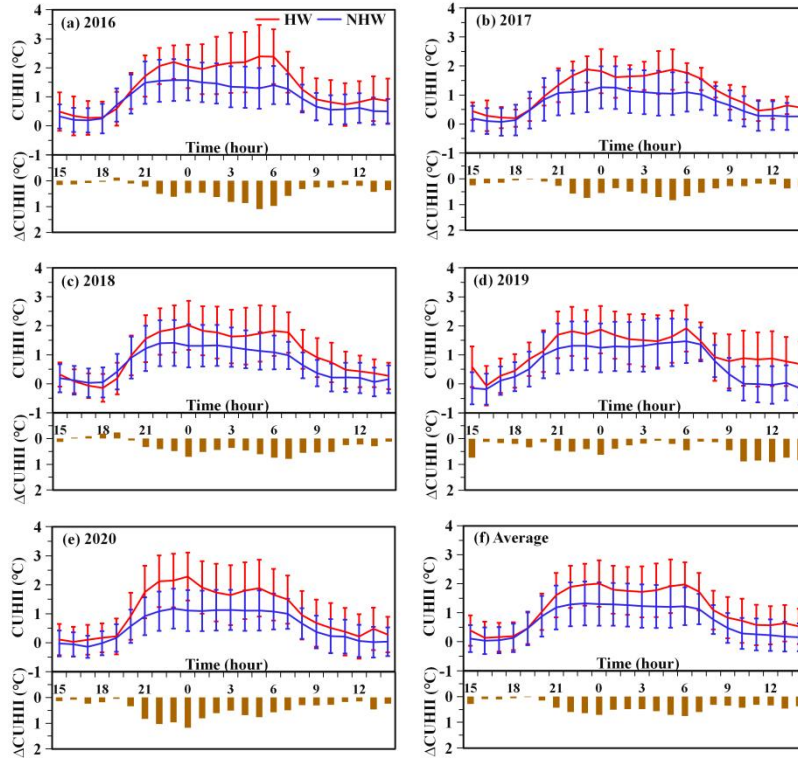 (a) 2016 HW NHW
4
3
2
1
0
-1
CUHII (°C)
Time (hour)
15 18 21 0 3 6 9 12
0
1
2
ΔCUHII (°C)
(b) 2017
4
3
2
1
0
-1
CUHII (°C)
Time (hour)
15 18 21 0 3 6 9 12
0
1
2
ΔCUHII (°C)
(c) 2018
4
3
2
1
0
-1
CUHII (°C)
Time (hour)
15 18 21 0 3 6 9 12
0
1
2
ΔCUHII (°C)
(d) 2019
4
3
2
1
0
-1
CUHII (°C)
Time (hour)
15 18 21 0 3 6 9 12
0
1
2
ΔCUHII (°C)
(e) 2020
4
3
2
1
0
-1
CUHII (°C)
Time (hour)
15 18 21 0 3 6 9 12
0
1
2
ΔCUHII (°C)
(f) Average
4
3
2
1
0
-1
CUHII (°C)
Time (hour)
15 18 21 0 3 6 9 12
0
1
2
ΔCUHII (°C)